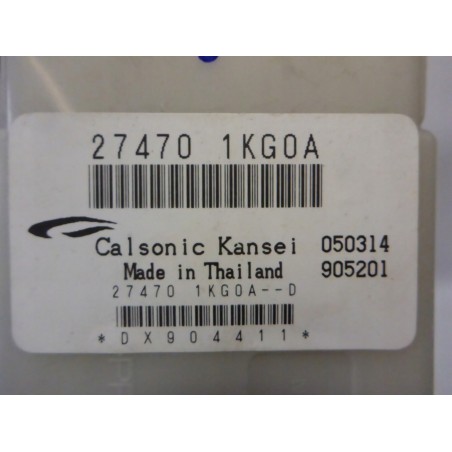 27470 1KG0A
Calsonic Kansei 050314
Made in Thailand 905201
27470 1KG0A--D
*DX904411*